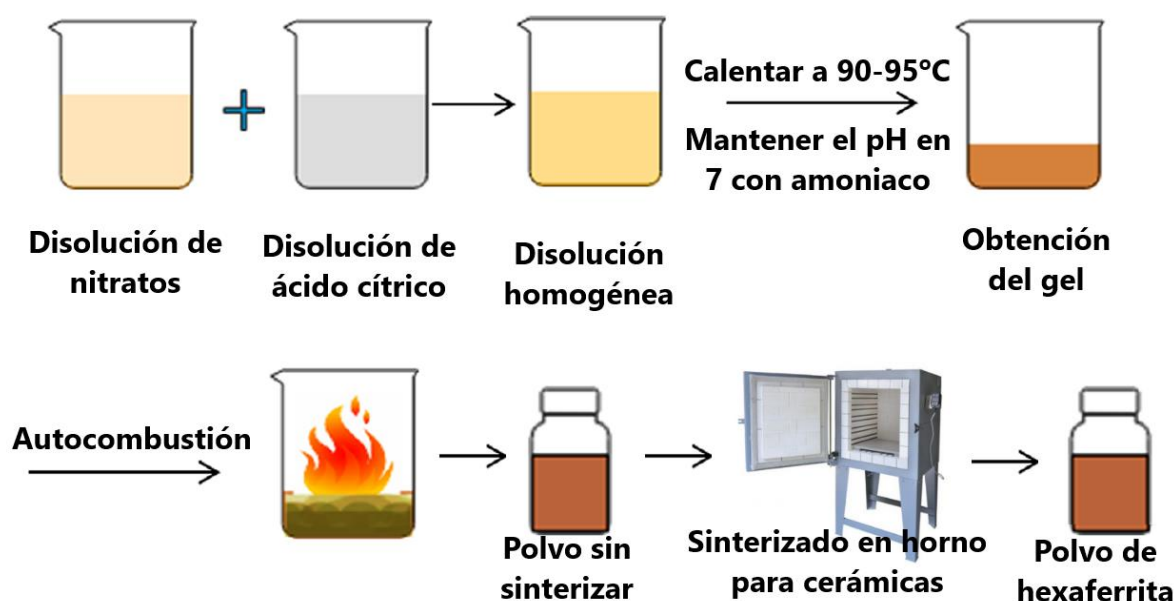 Calentar a 90-95ºC
Mantener el pH en
7 con amoniaco
Disolución de
nitratos
Disolución de
ácido cítrico
Disolución
homogénea
Obtención
del gel
Autocombustión
Polvo sin
sinterizar
Sinterizado en horno
para cerámicas
Polvo de
hexaferrita